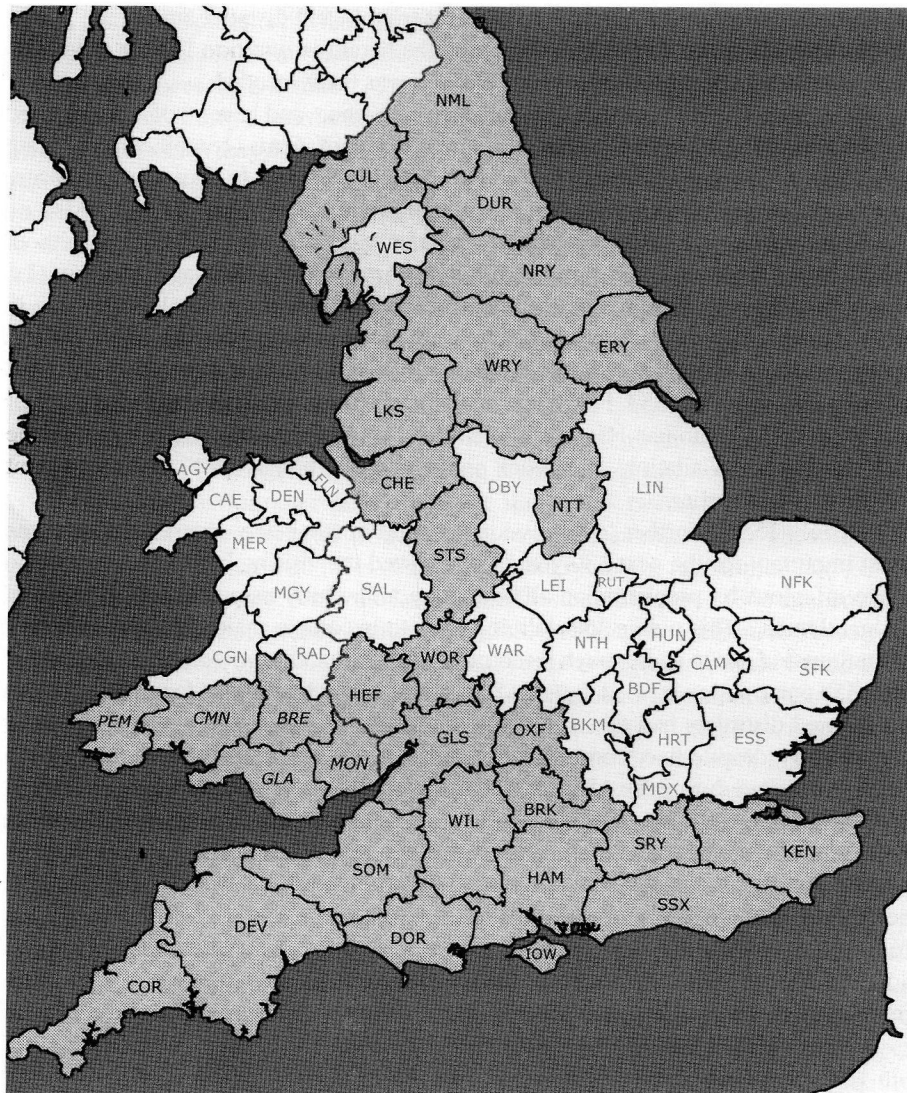 NML
CUL
DUR
WES
NRY
ERY
WRY
LKS
AGY
FLN
CAE
DEN
CHE
DBY
NTT
LIN
MER
STS
MGY
SAL
LEI
RUT
NFK
CGN
RAD
WOR
WAR
NTH
HUN
CAM
SFK
HEF
BDF
PEM
CMN
BRE
GLS
OXF
BKM
HRT
ESS
GLA
MON
MDX
WIL
BRK
SOM
HAM
SRY
KEN
DEV
DOR
SSX
IOW
COR